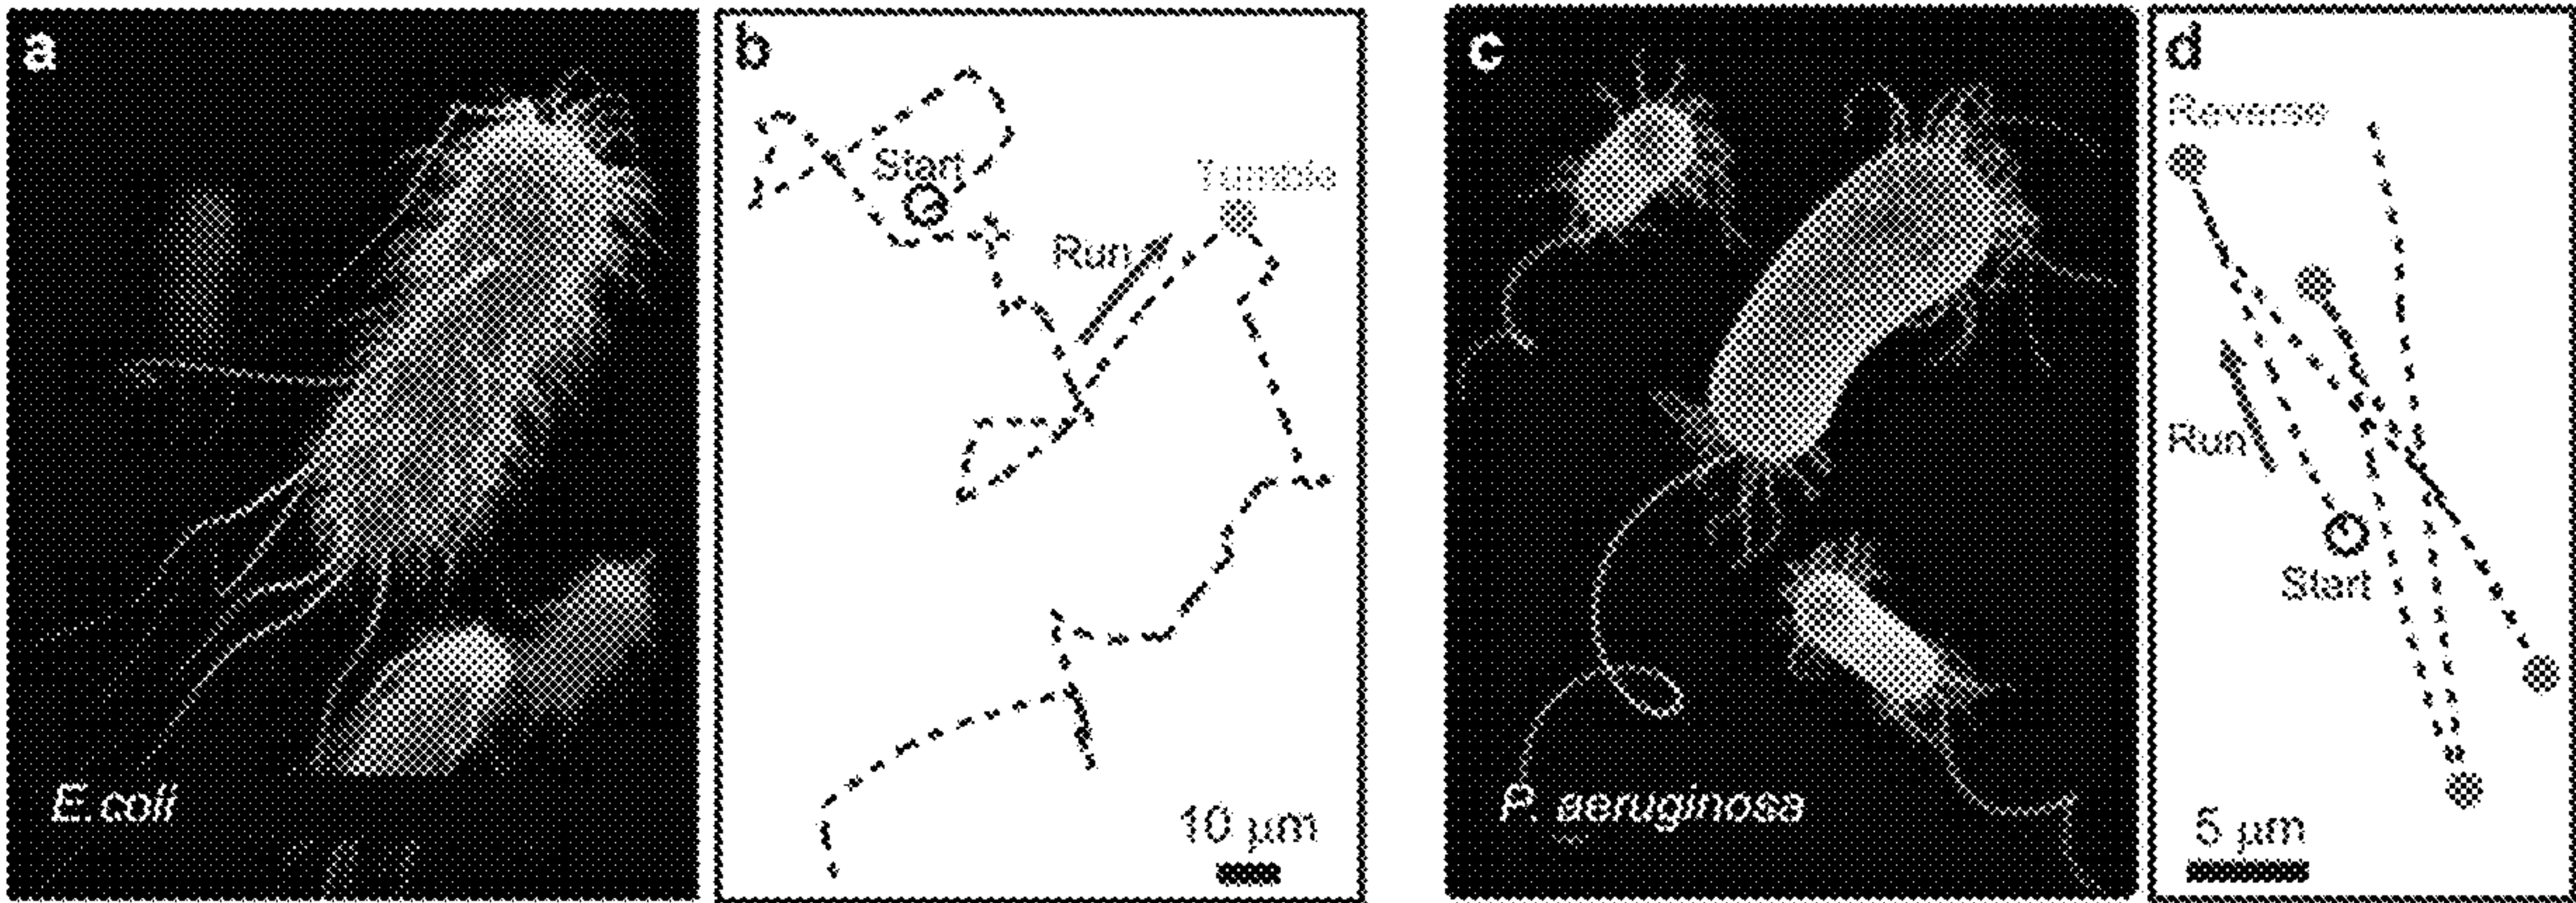 a
E.coli
b
Start
Run
Tumble
10 μm
c
P. aeruginosa
d
Reverse
Run
Start
5 μm